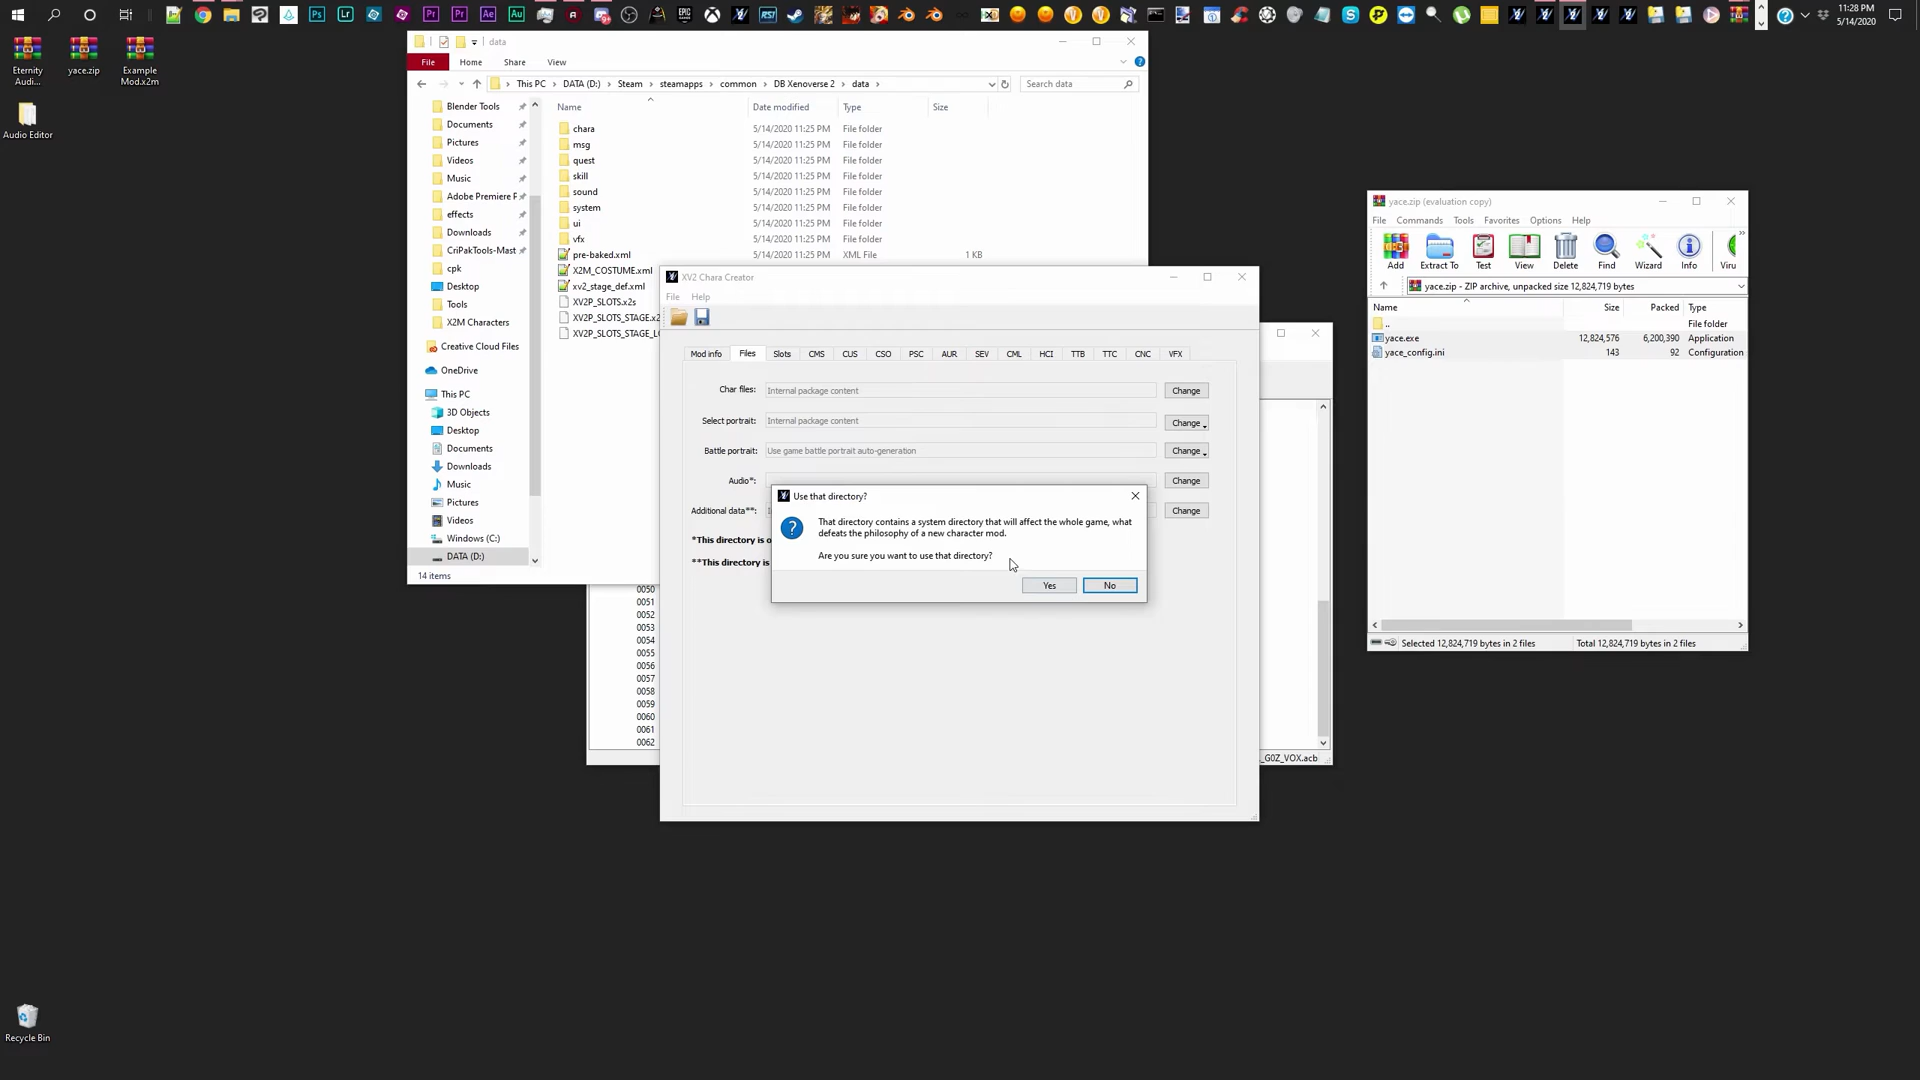 11:28 PM
5/14/2020
Eternity Audi...
yace.zip
Example Mod.x2m
Audio Editor
Recycle Bin
data
File Home Share View
This PC > DATA (D:) > Steam > steamapps > common > DB Xenoverse 2 > data >
Search data
Name Date modified Type Size
Blender Tools
Documents
Pictures
Videos
Music
Adobe Premiere P
effects
Downloads
CriPakTools-Mast
cpk
Desktop
Tools
X2M Characters
Creative Cloud Files
OneDrive
This PC
3D Objects
Desktop
Documents
Downloads
Music
Pictures
Videos
Windows (C:)
DATA (D:)
chara 5/14/2020 11:25 PM File folder
msg 5/14/2020 11:25 PM File folder
quest 5/14/2020 11:25 PM File folder
skill 5/14/2020 11:25 PM File folder
sound 5/14/2020 11:25 PM File folder
system 5/14/2020 11:25 PM File folder
ui 5/14/2020 11:25 PM File folder
vfx 5/14/2020 11:25 PM File folder
pre-baked.xml 5/14/2020 11:25 PM XML File 1 KB
X2M_COSTUME.xml
xv2_stage_def.xml
XV2P_SLOTS.x2s
XV2P_SLOTS_STAGE.x2
XV2P_SLOTS_STAGE_L
14 items
XV2 Chara Creator
File Help
Mod info Files Slots CMS CUS CSO PSC AUR SEV CML HCI TTB TTC CNC VFX
Char files: Internal package content Change
Select portrait: Internal package content Change
Battle portrait: Use game battle portrait auto-generation Change
Audio*: Change
Additional data**: Change
*This directory is o
**This directory is
Use that directory?
That directory contains a system directory that will affect the whole game, what
defeats the philosophy of a new character mod.
Are you sure you want to use that directory?
Yes No
0050
0051
0052
0053
0054
0055
0056
0057
0058
0059
0060
0061
0062
_G0Z_VOX.acb
yace.zip (evaluation copy)
File Commands Tools Favorites Options Help
Add Extract To Test View Delete Find Wizard Info Viru
yace.zip - ZIP archive, unpacked size 12,824,719 bytes
Name Size Packed Type
.. File folder
yace.exe 12,824,576 6,200,390 Application
yace_config.ini 143 92 Configuration
Selected 12,824,719 bytes in 2 files Total 12,824,719 bytes in 2 files